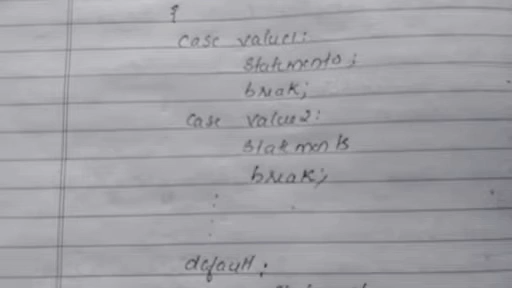 {
case value1:
statements;
break;
case value2:
statements
break;
:
:
default: